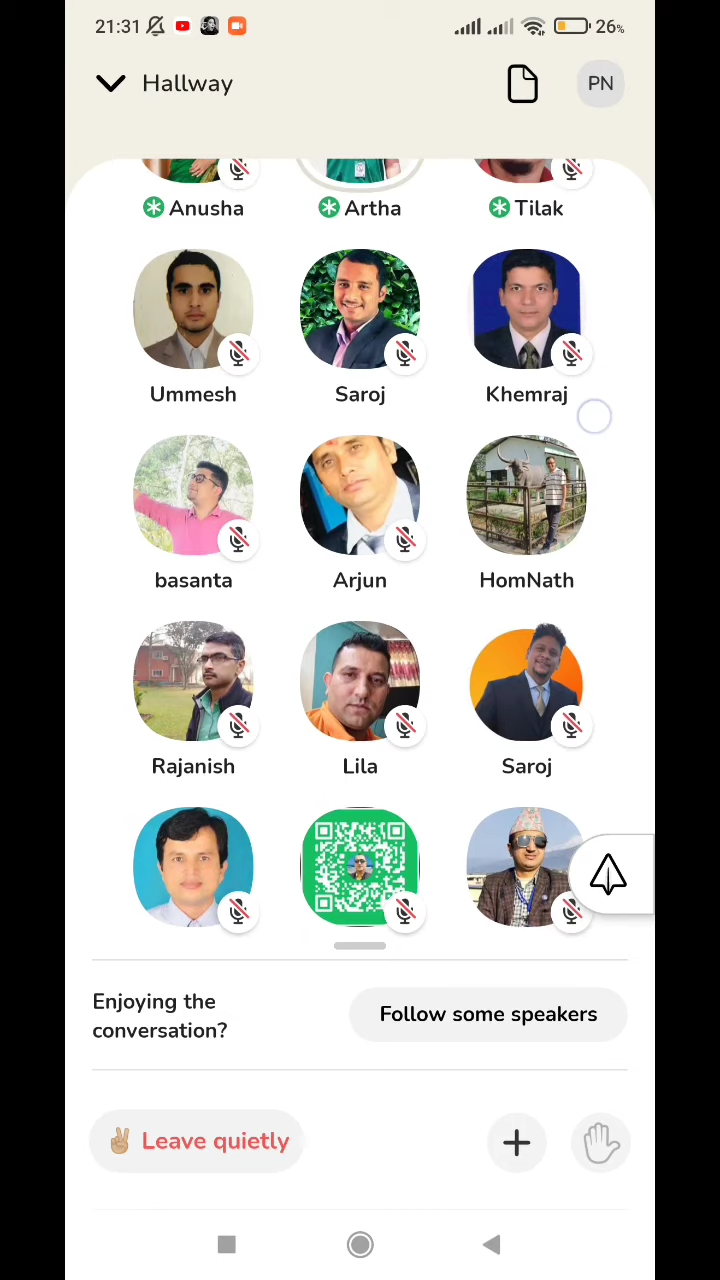 21:31
26%
Hallway
PN
Anusha
Artha
Tilak
Ummesh
Saroj
Khemraj
basanta
Arjun
HomNath
Rajanish
Lila
Saroj
Enjoying the
conversation?
Follow some speakers
Leave quietly